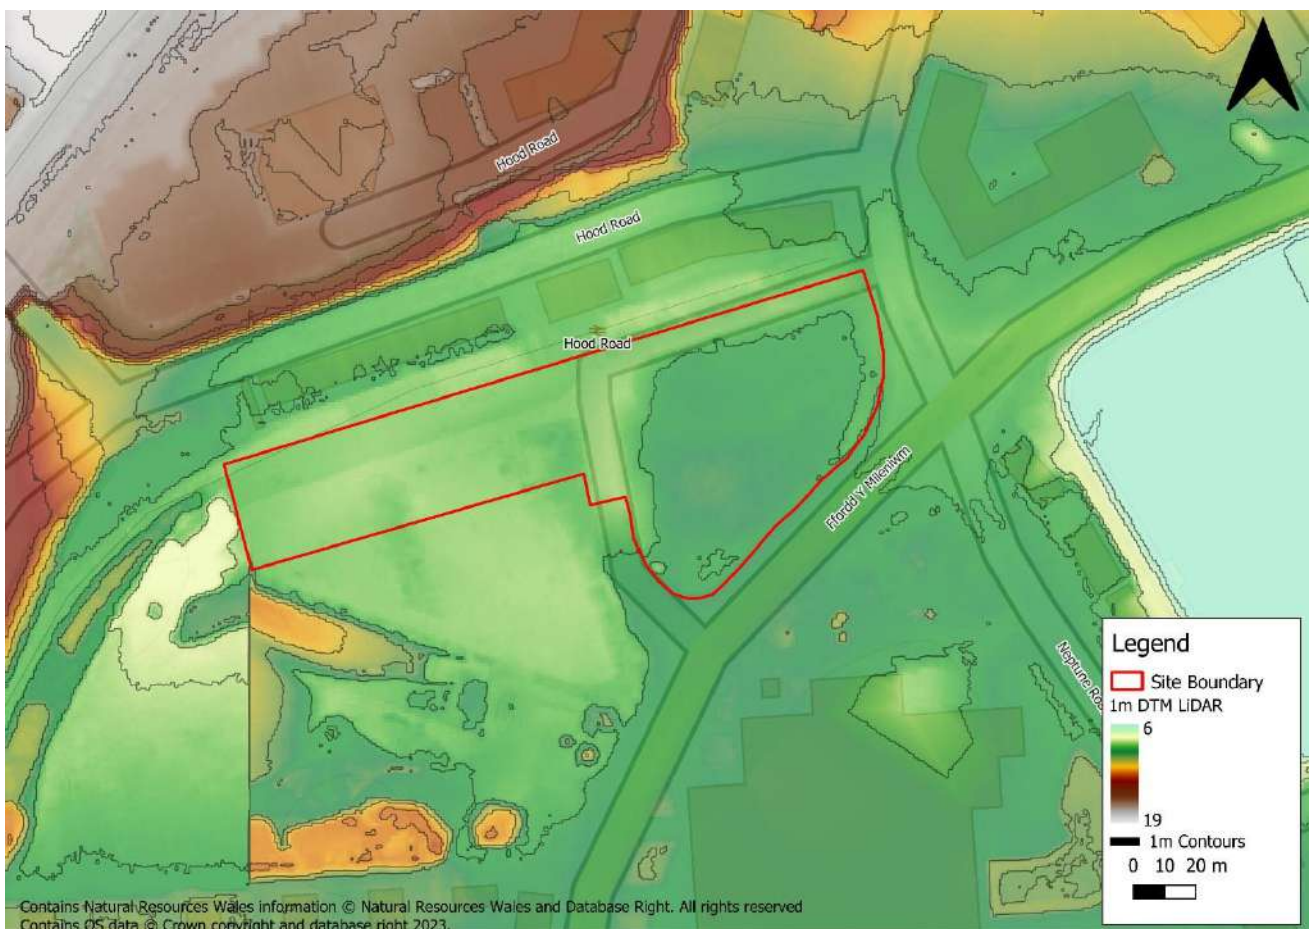 Hood Road
Hood Road
Hood Road
Ffordd Y Mileniwm
Neptune Road
Legend
Site Boundary
1m DTM LiDAR
6
19
1m Contours
0 10 20 m
Contains Natural Resources Wales information © Natural Resources Wales and Database Right. All rights reserved
Contains OS data @ Crown copyright and database right 2023.